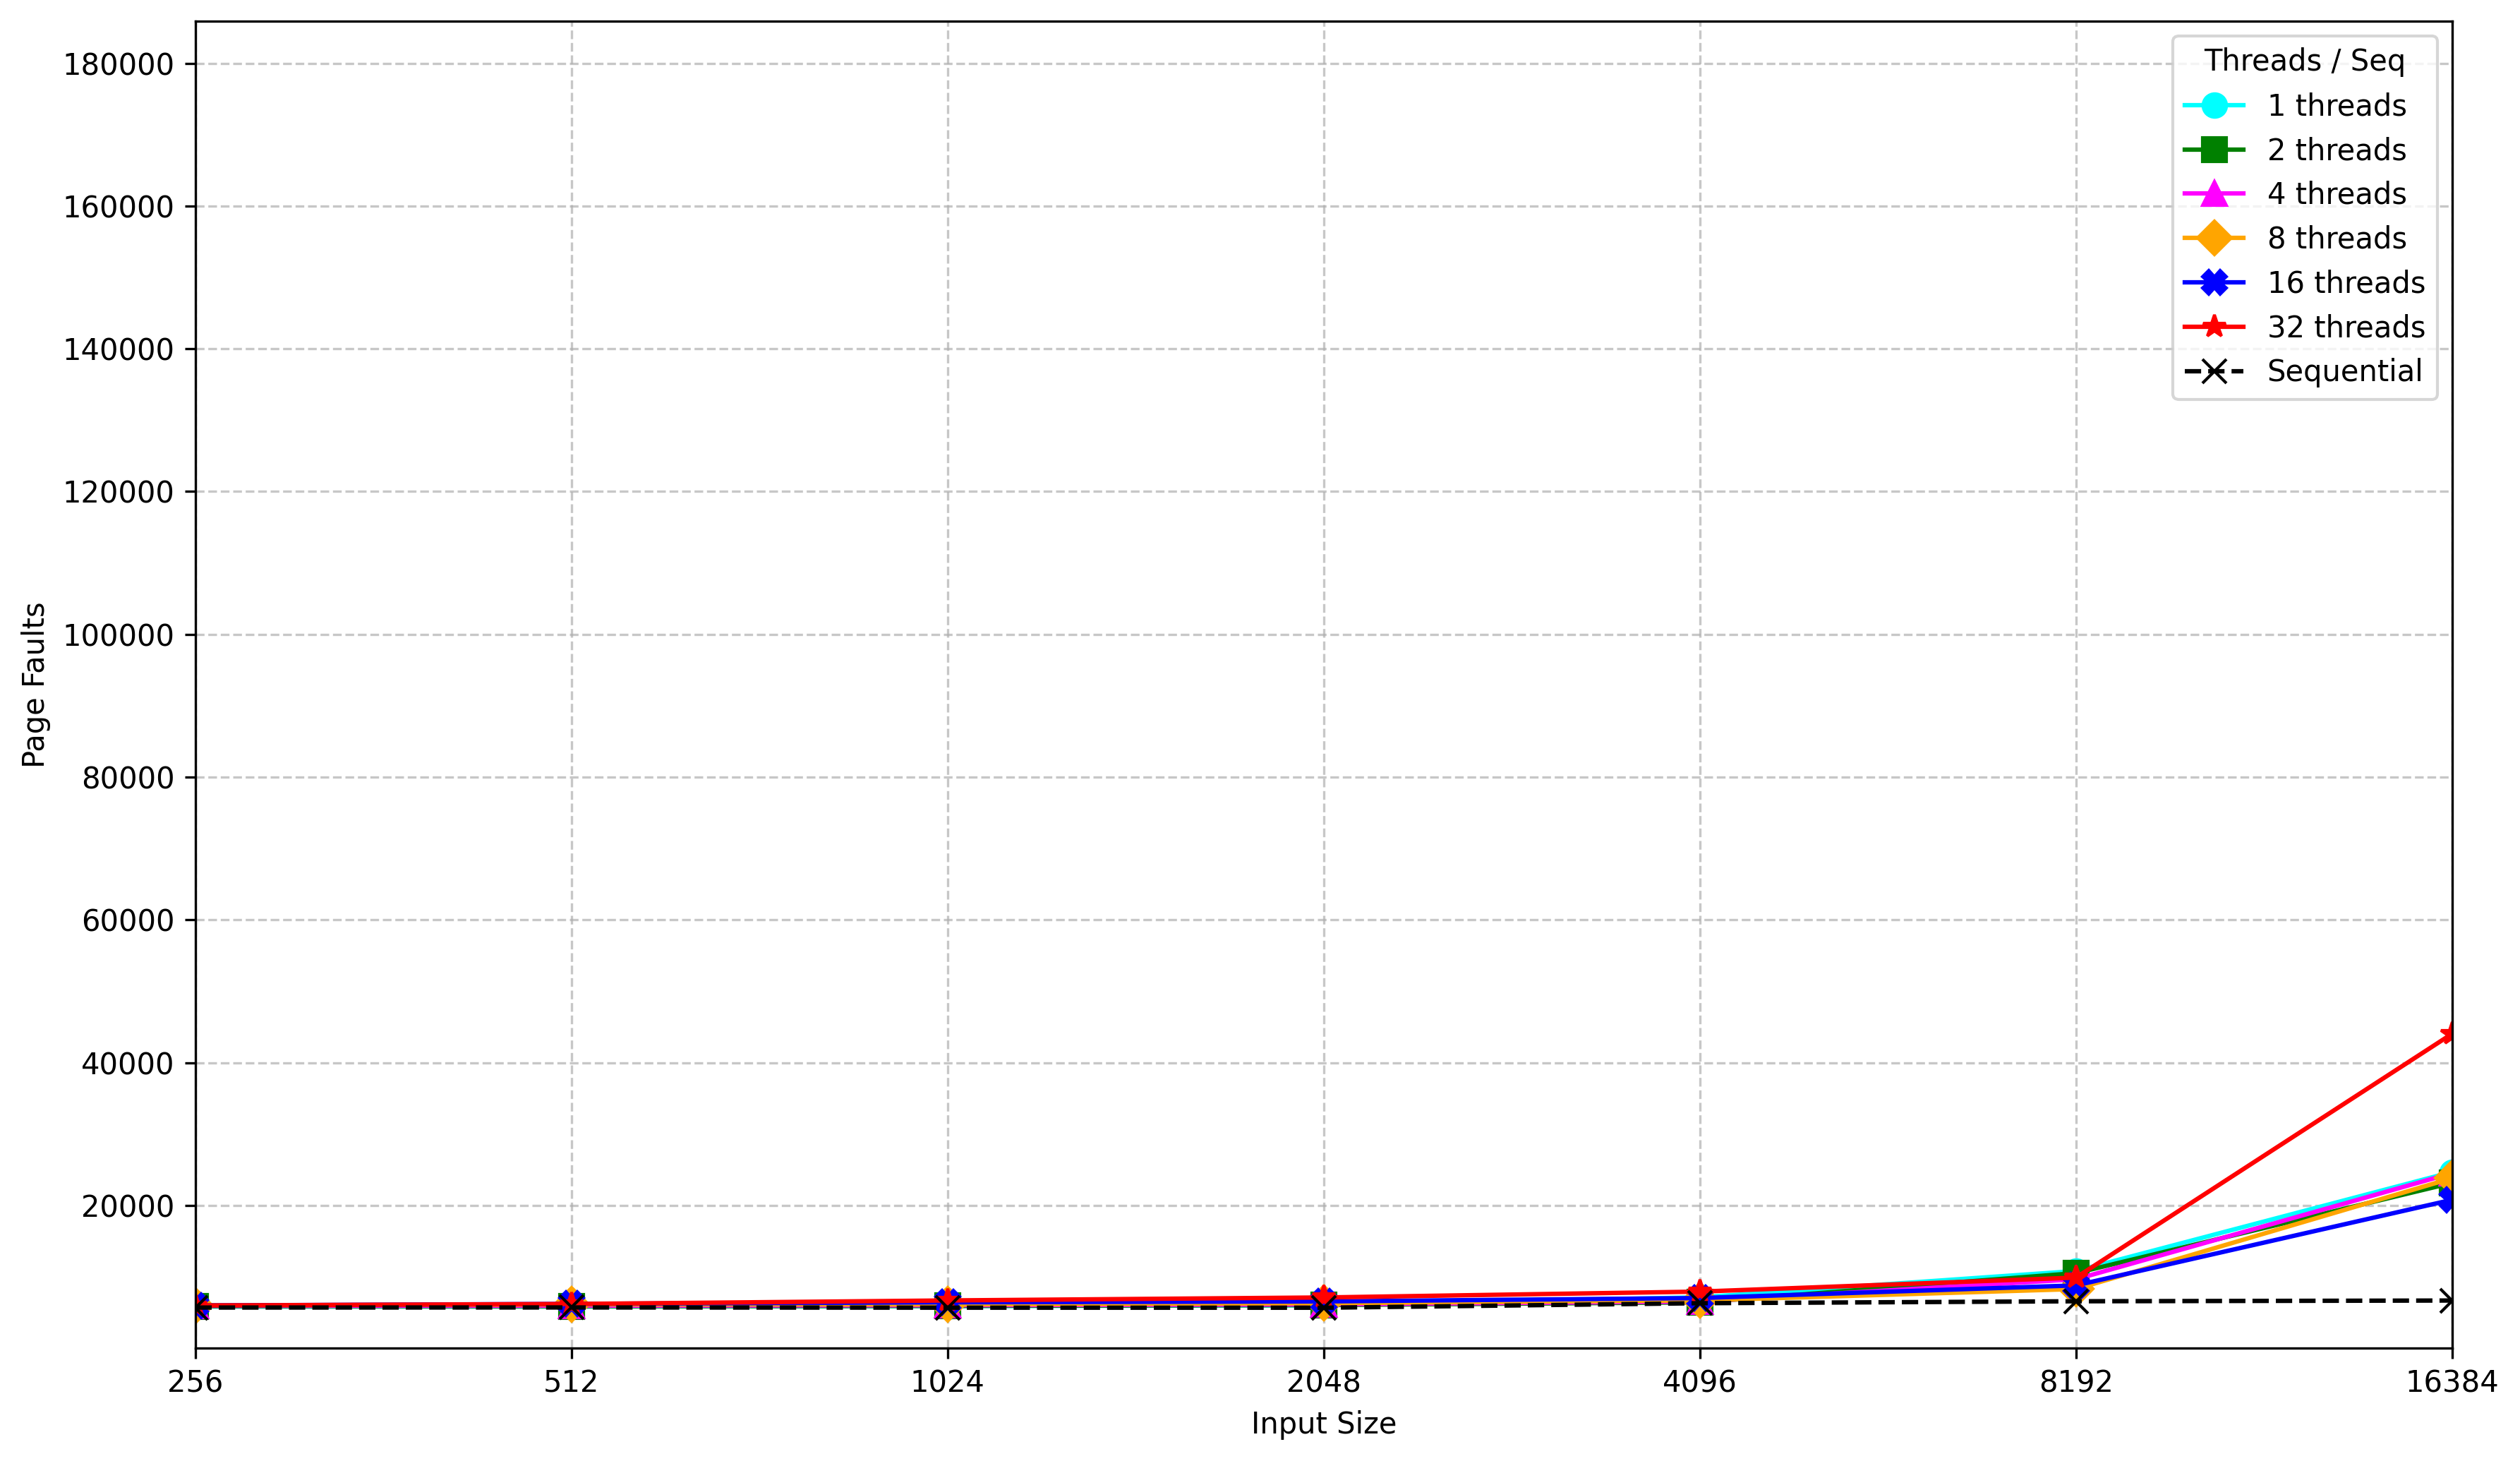 180000
160000
140000
120000
100000
80000
60000
40000
20000
Page Faults
256 512 1024 2048 4096 8192 16384
Input Size
Threads / Seq
1 threads
2 threads
4 threads
8 threads
16 threads
32 threads
Sequential